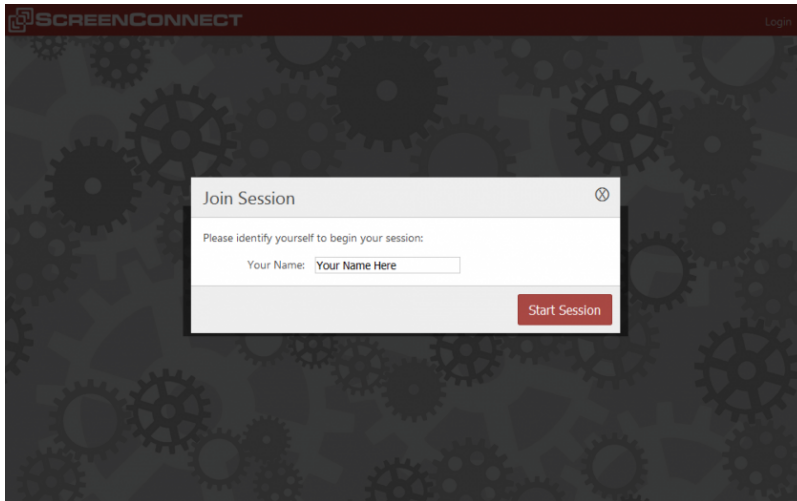 SCREENCONNECT
Login
Join Session
Please identify yourself to begin your session:
Your Name: Your Name Here
Start Session